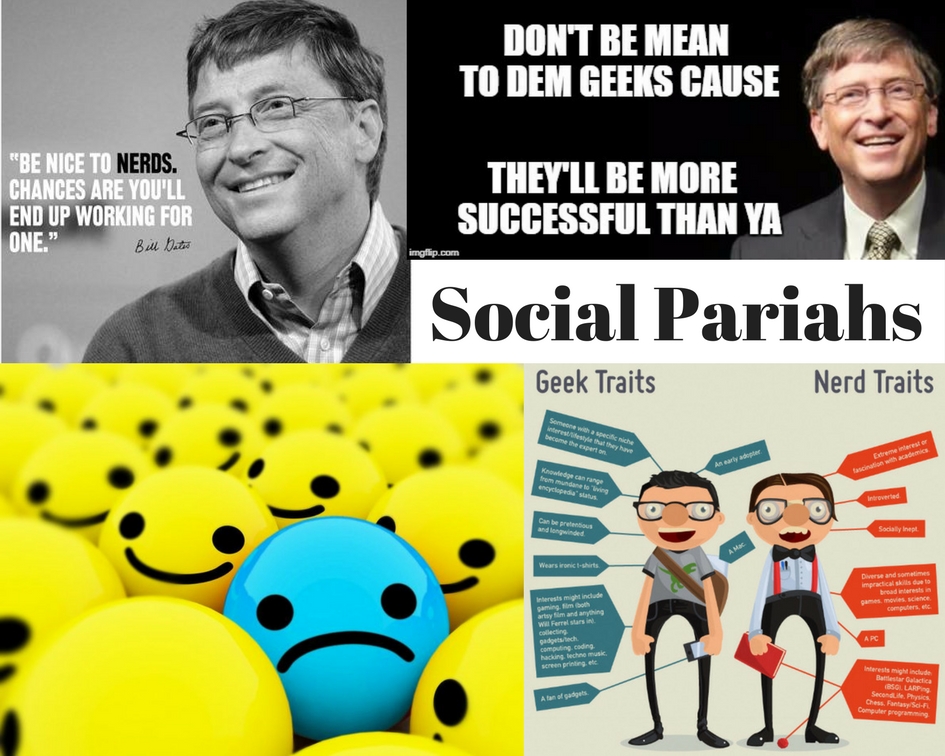 "BE NICE TO NERDS.
CHANCES ARE YOU'LL
END UP WORKING FOR
ONE."
Bill Gates
DON'T BE MEAN
TO DEM GEEKS CAUSE
THEY'LL BE MORE
SUCCESSFUL THAN YA
imgflip.com
Social Pariahs
Geek Traits
Nerd Traits
Someone with a specific niche
interest/lifestyle that they have
become the expert on.
An early adopter.
Knowledge can range
from mundane to "living
encyclopedia" status.
Can be pretentious
and longwinded.
A Mac.
Wears ironic t-shirts.
Interests might include
gaming, film (both
artsy film and anything
Will Ferrel stars in),
collecting,
gadgets/tech,
computing, coding,
hacking, techno music,
screen printing, etc.
A fan of gadgets.
Extreme interest or
fascination with academics.
Introverted.
Socially Inept.
Diverse and sometimes
impractical skills due to
broad interests in
games, movies, science,
computers, etc.
A PC
Interests might include:
Battlestar Galactica
(BSG), LARPing,
SecondLife, Physics,
Chess, Fantasy/Sci-Fi,
Computer programming.